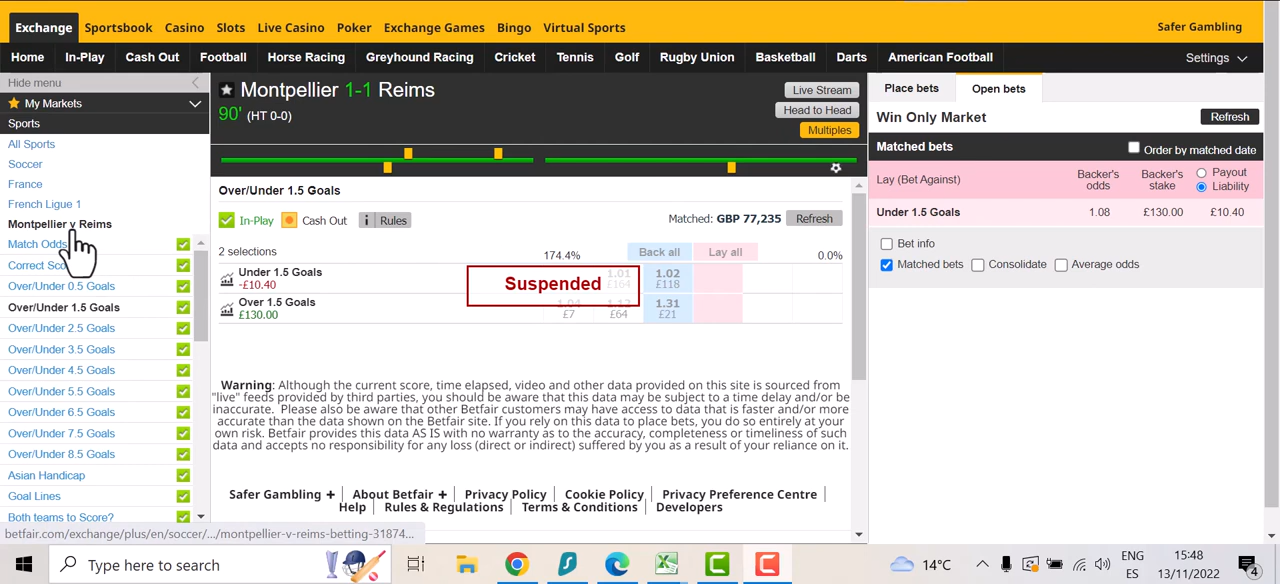 Exchange Sportsbook Casino Slots Live Casino Poker Exchange Games Bingo Virtual Sports Safer Gambling
Home In-Play Cash Out Football Horse Racing Greyhound Racing Cricket Tennis Golf Rugby Union Basketball Darts American Football Settings
Hide menu
My Markets
Sports
All Sports
Soccer
France
French Ligue 1
Montpellier v Reims
Match Odds
Correct Sco
Over/Under 0.5 Goals
Over/Under 1.5 Goals
Over/Under 2.5 Goals
Over/Under 3.5 Goals
Over/Under 4.5 Goals
Over/Under 5.5 Goals
Over/Under 6.5 Goals
Over/Under 7.5 Goals
Over/Under 8.5 Goals
Asian Handicap
Goal Lines
Both teams to Score?
betfair.com/exchange/plus/en/soccer/.../montpellier-v-reims-betting-31874...
Montpellier 1-1 Reims
90' (HT 0-0)
Live Stream
Head to Head
Multiples
Over/Under 1.5 Goals
In-Play Cash Out i Rules Matched: GBP 77,235 Refresh
2 selections 174.4% Back all Lay all 0.0%
Under 1.5 Goals 1.01 1.02
-£10.40 £164 £118
Suspended
Over 1.5 Goals 1.31
£130.00 £7 £64 £21
Warning: Although the current score, time elapsed, video and other data provided on this site is sourced from
"live" feeds provided by third parties, you should be aware that this data may be subject to a time delay and/or be
inaccurate. Please also be aware that other Betfair customers may have access to data that is faster and/or more
accurate than the data shown on the Betfair site. If you rely on this data to place bets, you do so entirely at your
own risk. Betfair provides this data AS IS with no warranty as to the accuracy, completeness or timeliness of such
data and accepts no responsibility for any loss (direct or indirect) suffered by you as a result of your reliance on it.
Safer Gambling + About Betfair + Privacy Policy Cookie Policy Privacy Preference Centre
Help Rules & Regulations Terms & Conditions Developers
Place bets Open bets
Win Only Market Refresh
Matched bets Order by matched date
Lay (Bet Against) Backer's odds Backer's stake Payout Liability
Under 1.5 Goals 1.08 £130.00 £10.40
Bet info
Matched bets Consolidate Average odds
Type here to search
14°C
ENG
ES
15:48
13/11/2022
4